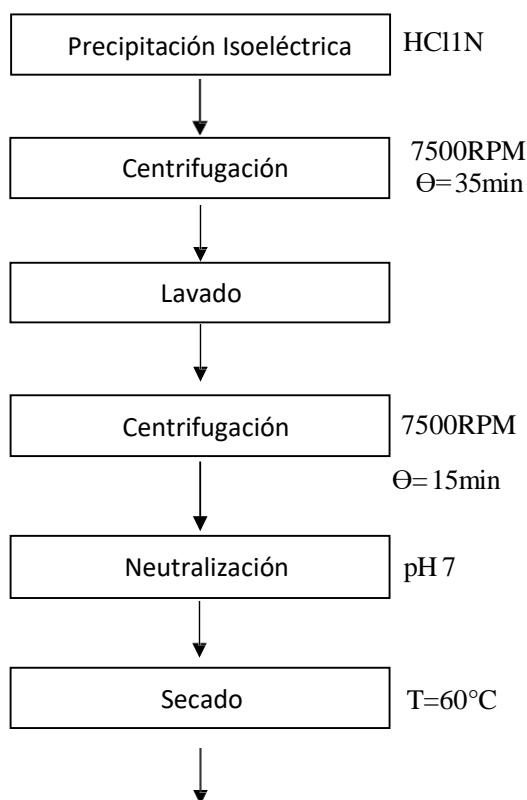 Precipitación Isoeléctrica
HCl1N
Centrifugación
7500RPM
Ө=35min
Lavado
Centrifugación
7500RPM
Ө=15min
Neutralización
pH 7
Secado
T=60°C